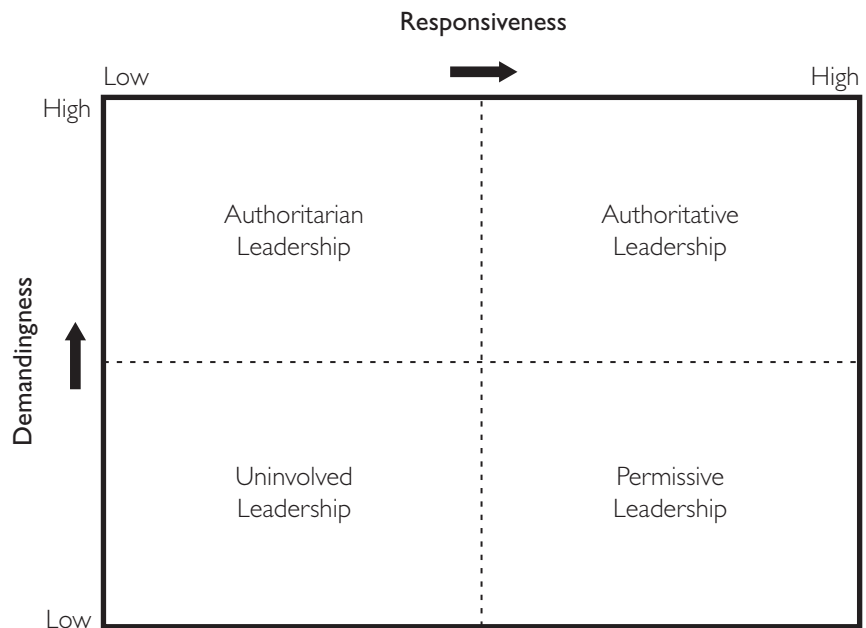 Responsiveness
Low
High
High
Authoritarian
Leadership
Authoritative
Leadership
Demandingness
Uninvolved
Leadership
Permissive
Leadership
Low